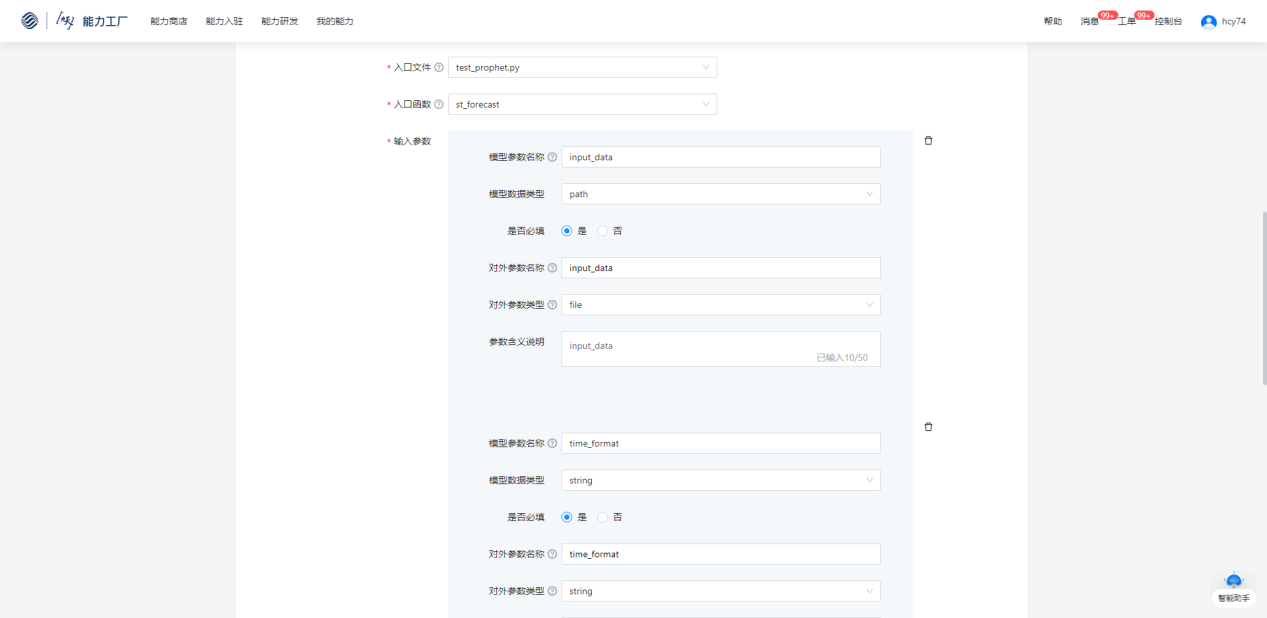 能力工厂 能力商店 能力入驻 能力研发 我的能力 帮助 消息 99+ 工单 99+ 控制台 hcy74
* 入口文件 test_prophet.py
* 入口函数 st_forecast
* 输入参数
模型参数名称 input_data
模型数据类型 path
是否必填 是 否
对外参数名称 input_data
对外参数类型 file
参数含义说明 input_data
已输入10/50
模型参数名称 time_format
模型数据类型 string
是否必填 是 否
对外参数名称 time_format
对外参数类型 string
智能助手